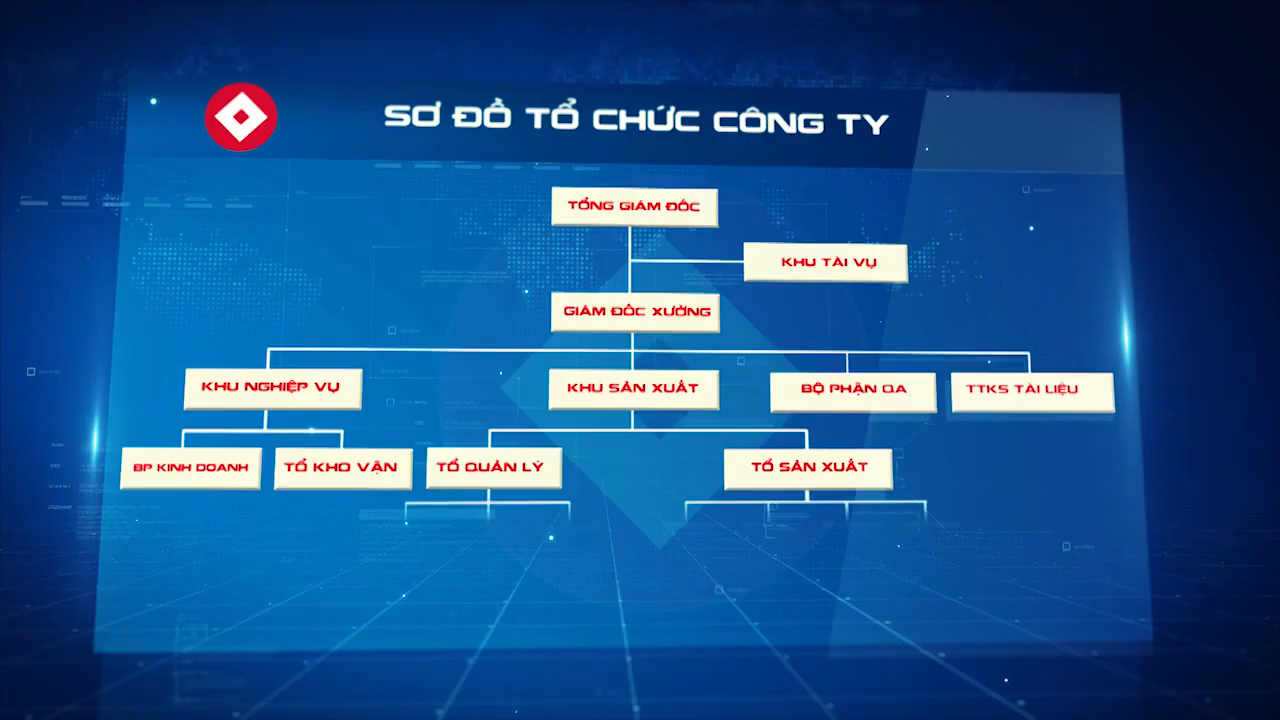 SƠ ĐỒ TỔ CHỨC CÔNG TY
TỔNG GIÁM ĐỐC
KHU TÀI VỤ
GIÁM ĐỐC XƯỞNG
KHU NGHIỆP VỤ
KHU SẢN XUẤT
BỘ PHẬN QA
TTKS TÀI LIỆU
BP KINH DOANH
TỔ KHO VẬN
TỔ QUẢN LÝ
TỔ SẢN XUẤT